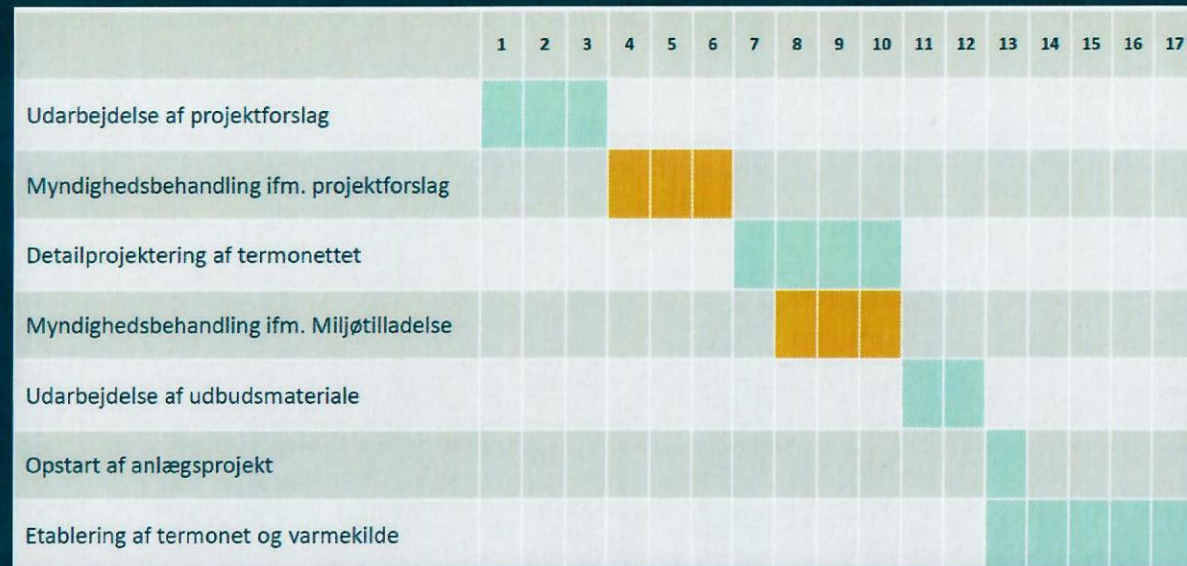 1 2 3 4 5 6 7 8 9 10 11 12 13 14 15 16 17
Udarbejdelse af projektforslag
Myndighedsbehandling ifm. projektforslag
Detailprojektering af termonettet
Myndighedsbehandling ifm. Miljøtilladelse
Udarbejdelse af udbudsmateriale
Opstart af anlægsprojekt
Etablering af termonet og varmekilde